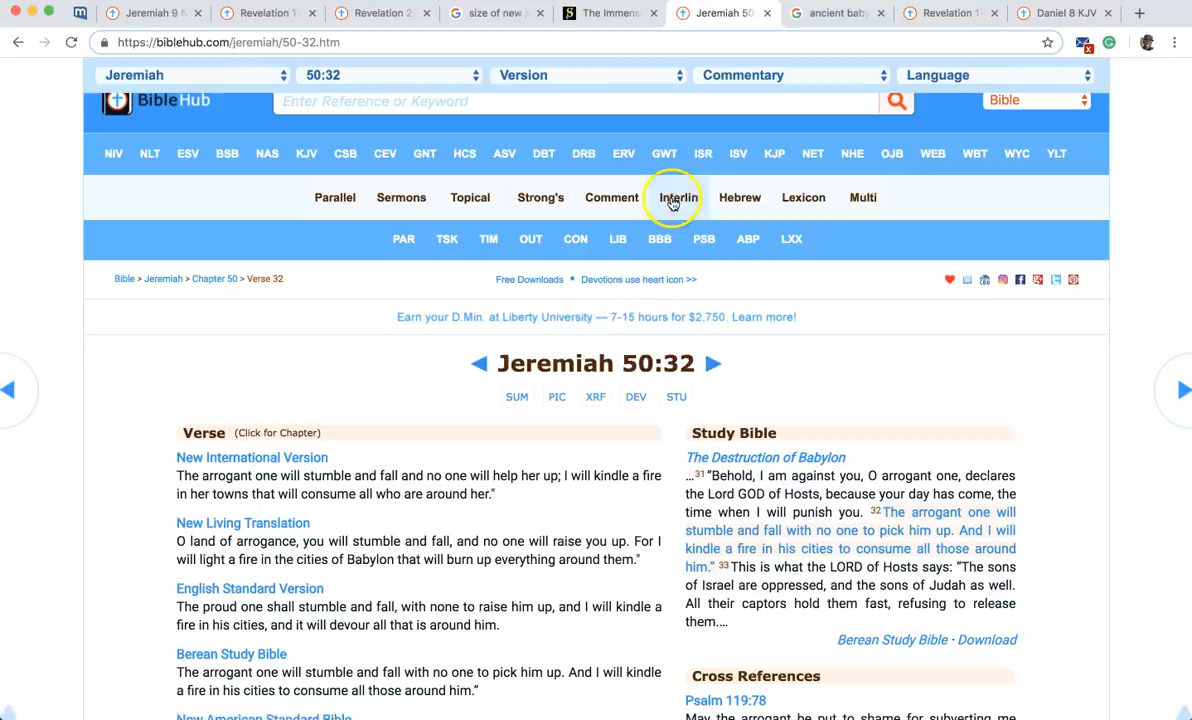 Jeremiah 9 M
Revelation 1
Revelation 2
size of new j
The Immens
Jeremiah 50
ancient bab
Revelation 1
Daniel 8 KJV
https://biblehub.com/jeremiah/50-32.htm
Jeremiah 50:32 Version Commentary Language
BibleHub Enter Reference or Keyword Bible
NIV NLT ESV BSB NAS KJV CSB CEV GNT HCS ASV DBT DRB ERV GWT ISR ISV KJP NET NHE OJB WEB WBT WYC YLT
Parallel Sermons Topical Strong's Comment Interlin Hebrew Lexicon Multi
PAR TSK TIM OUT CON LIB BBB PSB ABP LXX
Bible > Jeremiah > Chapter 50 > Verse 32
Free Downloads • Devotions use heart icon >>
Earn your D.Min. at Liberty University — 7-15 hours for $2,750. Learn more!
Jeremiah 50:32
SUM PIC XRF DEV STU
Verse (Click for Chapter)
New International Version
The arrogant one will stumble and fall and no one will help her up; I will kindle a fire
in her towns that will consume all who are around her."
New Living Translation
O land of arrogance, you will stumble and fall, and no one will raise you up. For I
will light a fire in the cities of Babylon that will burn up everything around them."
English Standard Version
The proud one shall stumble and fall, with none to raise him up, and I will kindle a
fire in his cities, and it will devour all that is around him.
Berean Study Bible
The arrogant one will stumble and fall with no one to pick him up. And I will kindle
a fire in his cities to consume all those around him.”
New American Standard Bible
Study Bible
The Destruction of Babylon
…31“Behold, I am against you, O arrogant one, declares
the Lord GOD of Hosts, because your day has come, the
time when I will punish you. 32The arrogant one will
stumble and fall with no one to pick him up. And I will
kindle a fire in his cities to consume all those around
him.” 33This is what the LORD of Hosts says: “The sons
of Israel are oppressed, and the sons of Judah as well.
All their captors hold them fast, refusing to release
them.…
Berean Study Bible · Download
Cross References
Psalm 119:78
May the arrogant be put to shame for subverting me